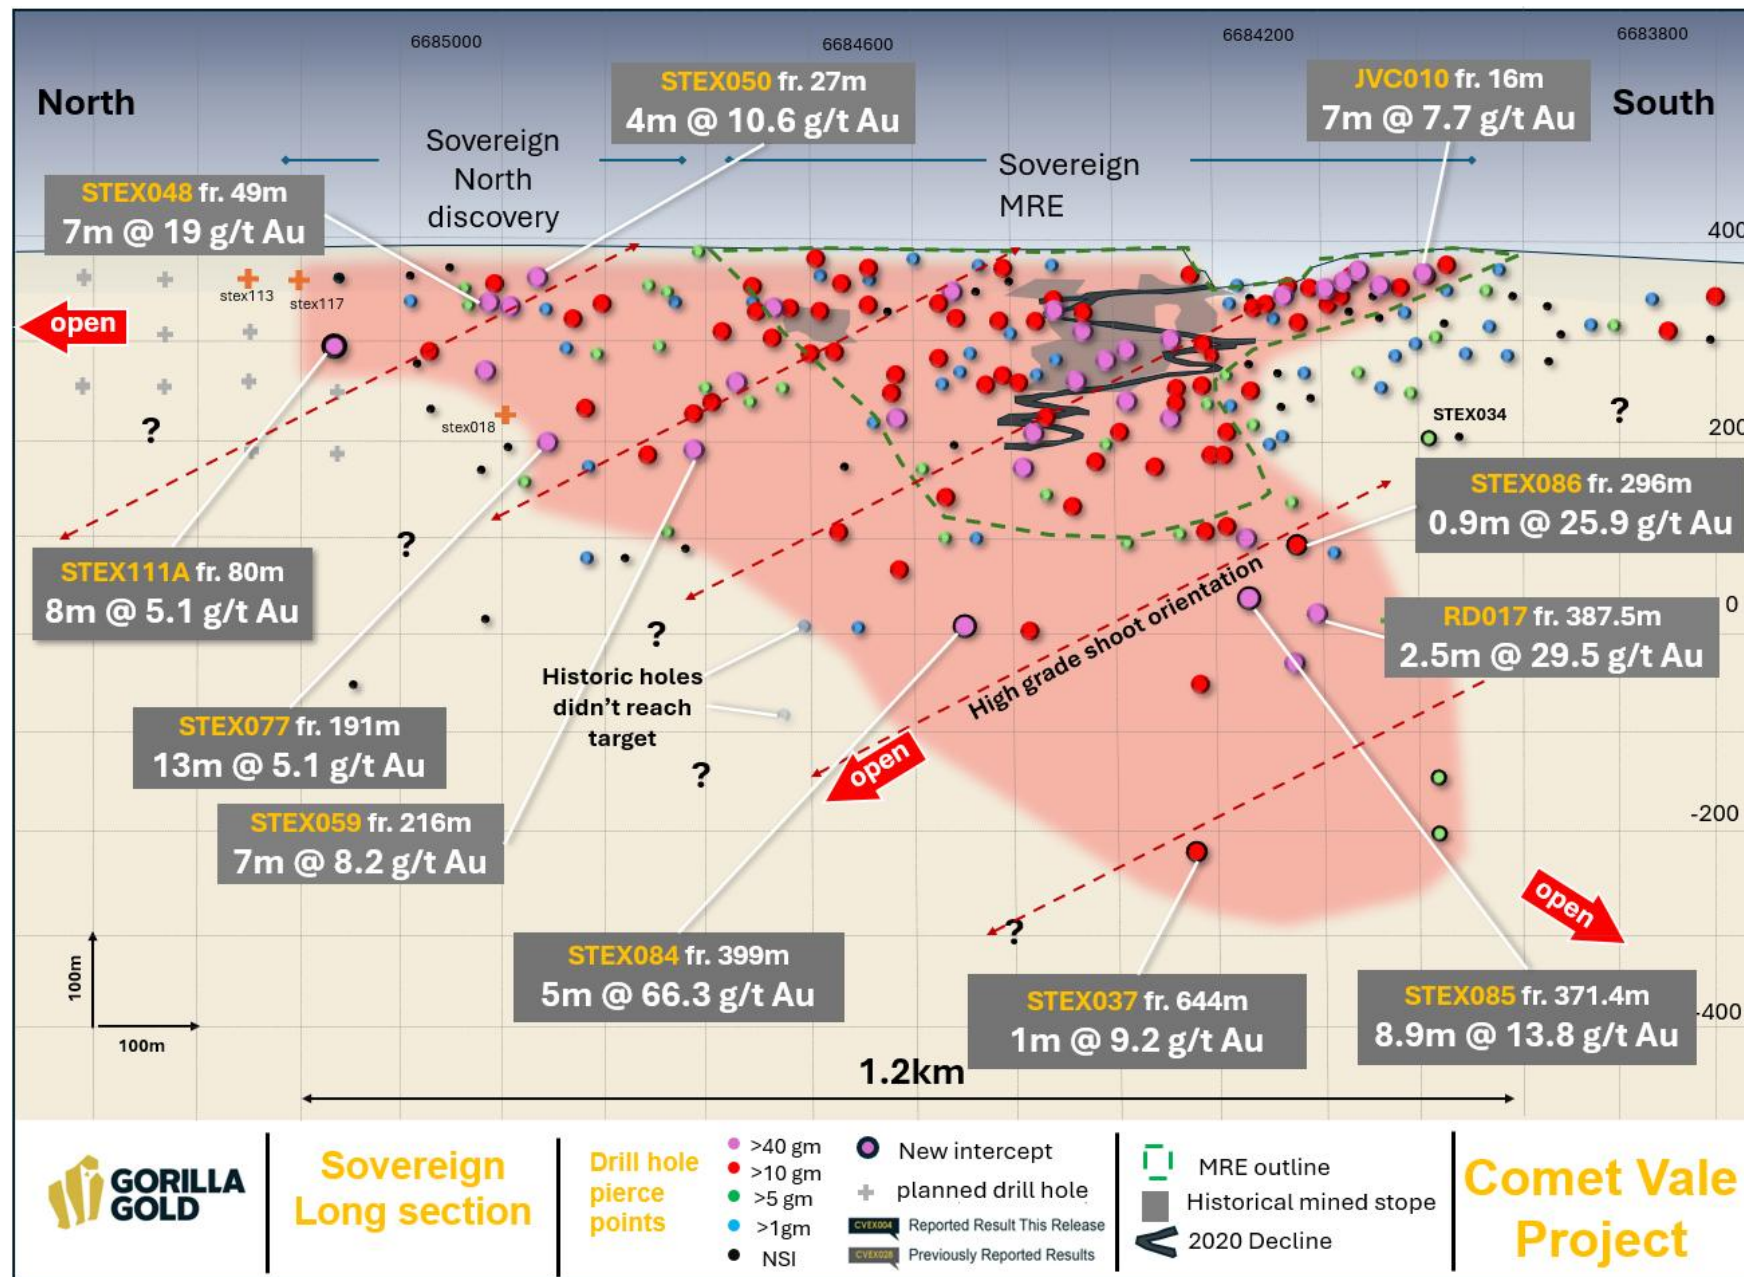 6685000
6684600
6684200
6683800
North
South
STEX050 fr. 27m
4m @ 10.6 g/t Au
JVC010 fr. 16m
7m @ 7.7 g/t Au
Sovereign
North
discovery
Sovereign
MRE
STEX048 fr. 49m
7m @ 19 g/t Au
400
stex113
stex117
open
?
stex018
STEX034
?
200
STEX086 fr. 296m
0.9m @ 25.9 g/t Au
?
STEX111A fr. 80m
8m @ 5.1 g/t Au
High grade shoot orientation
0
RD017 fr. 387.5m
2.5m @ 29.5 g/t Au
?
Historic holes
didn't reach
target
STEX077 fr. 191m
13m @ 5.1 g/t Au
open
?
STEX059 fr. 216m
7m @ 8.2 g/t Au
-200
open
?
STEX084 fr. 399m
5m @ 66.3 g/t Au
STEX037 fr. 644m
1m @ 9.2 g/t Au
STEX085 fr. 371.4m
8.9m @ 13.8 g/t Au
-400
100m
100m
1.2km
GORILLA
GOLD
Sovereign
Long section
Drill hole
pierce
points
>40 gm
>10 gm
>5 gm
>1gm
NSI
New intercept
planned drill hole
CVEX004 Reported Result This Release
CVEX028 Previously Reported Results
MRE outline
Historical mined stope
2020 Decline
Comet Vale
Project